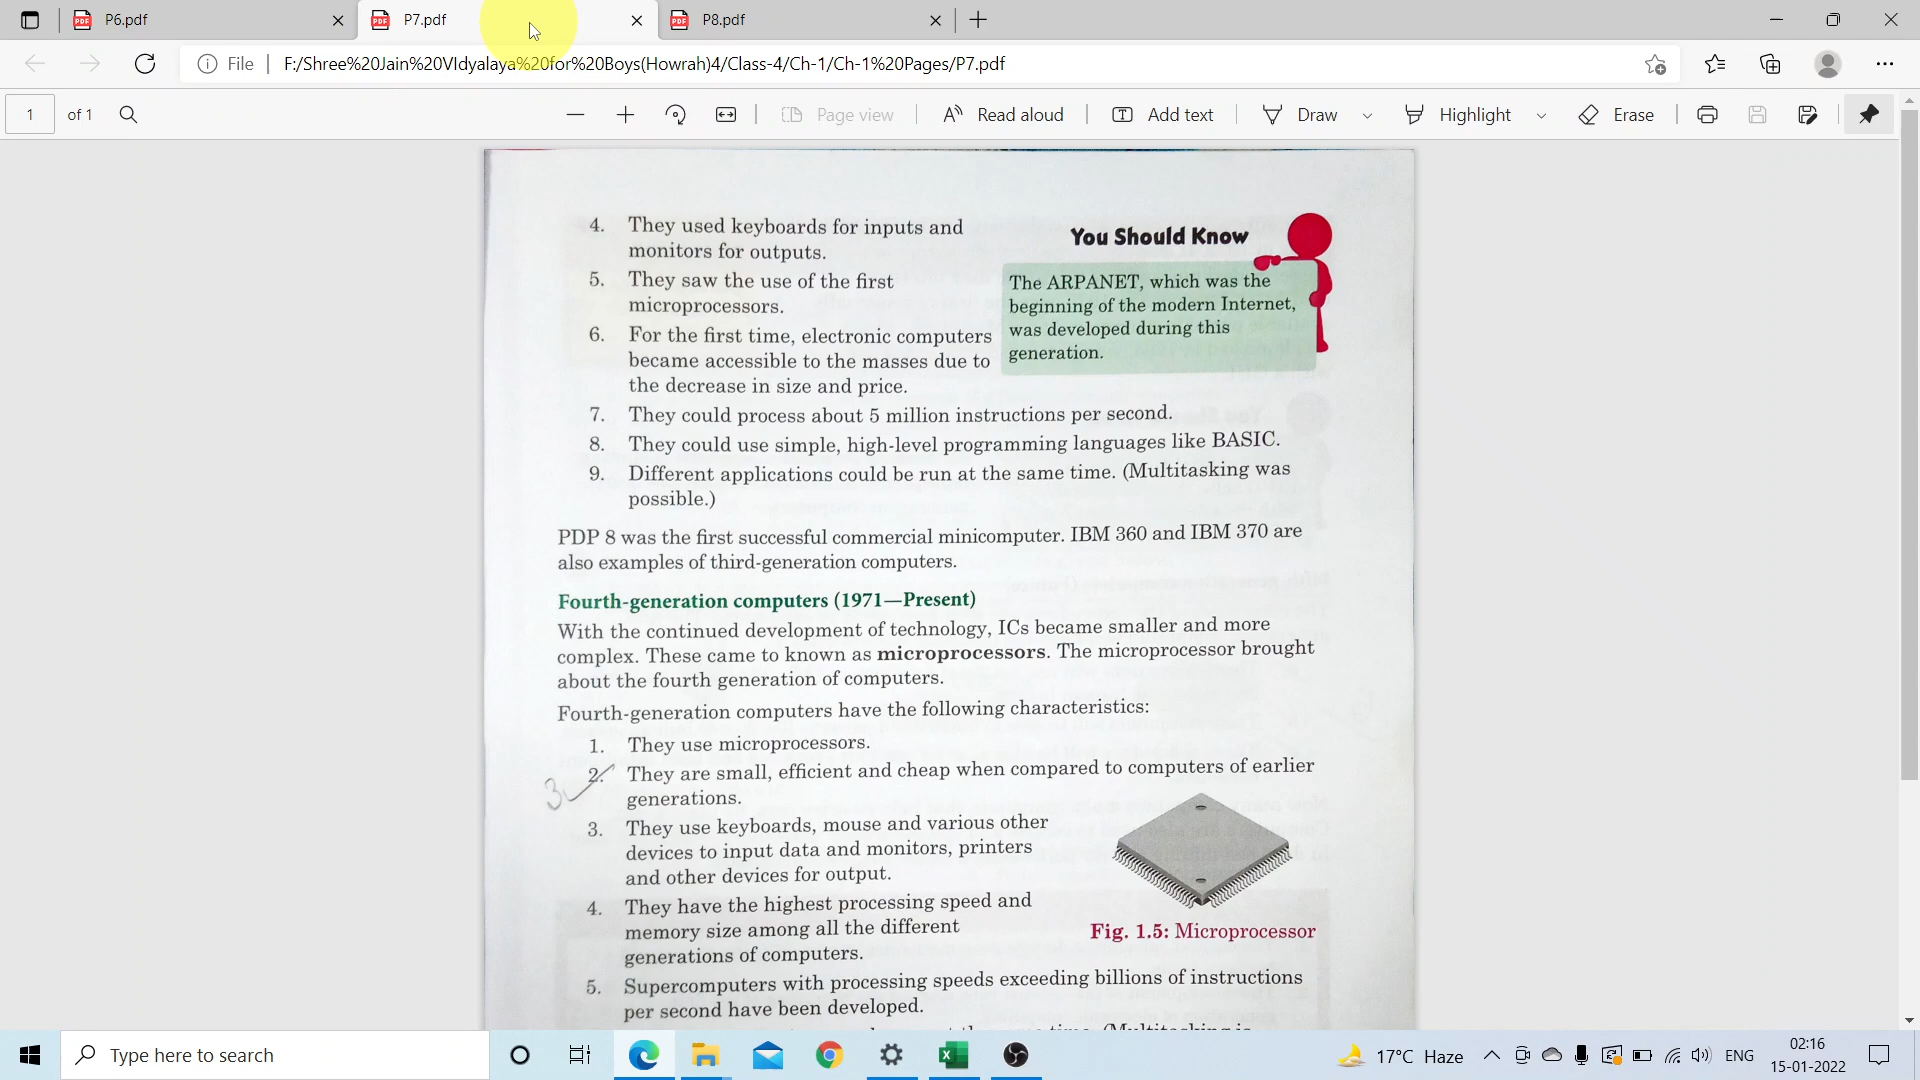 P6.pdf
P7.pdf
P8.pdf
File
F:/Shree%20Jain%20VIdyalaya%20for%20Boys(Howrah)4/Class-4/Ch-1/Ch-1%20Pages/P7.pdf
1 of 1
Page view
Read aloud
Add text
Draw
Highlight
Erase
4. They used keyboards for inputs and
monitors for outputs.
5. They saw the use of the first
microprocessors.
6. For the first time, electronic computers
became accessible to the masses due to
the decrease in size and price.
You Should Know
The ARPANET, which was the
beginning of the modern Internet,
was developed during this
generation.
7. They could process about 5 million instructions per second.
8. They could use simple, high-level programming languages like BASIC.
9. Different applications could be run at the same time. (Multitasking was
possible.)
PDP 8 was the first successful commercial minicomputer. IBM 360 and IBM 370 are
also examples of third-generation computers.
Fourth-generation computers (1971—Present)
With the continued development of technology, ICs became smaller and more
complex. These came to known as microprocessors. The microprocessor brought
about the fourth generation of computers.
Fourth-generation computers have the following characteristics:
1. They use microprocessors.
3
2. They are small, efficient and cheap when compared to computers of earlier
generations.
3. They use keyboards, mouse and various other
devices to input data and monitors, printers
and other devices for output.
4. They have the highest processing speed and
memory size among all the different
generations of computers.
Fig. 1.5: Microprocessor
5. Supercomputers with processing speeds exceeding billions of instructions
per second have been developed.
Type here to search
17°C Haze
ENG
02:16
15-01-2022